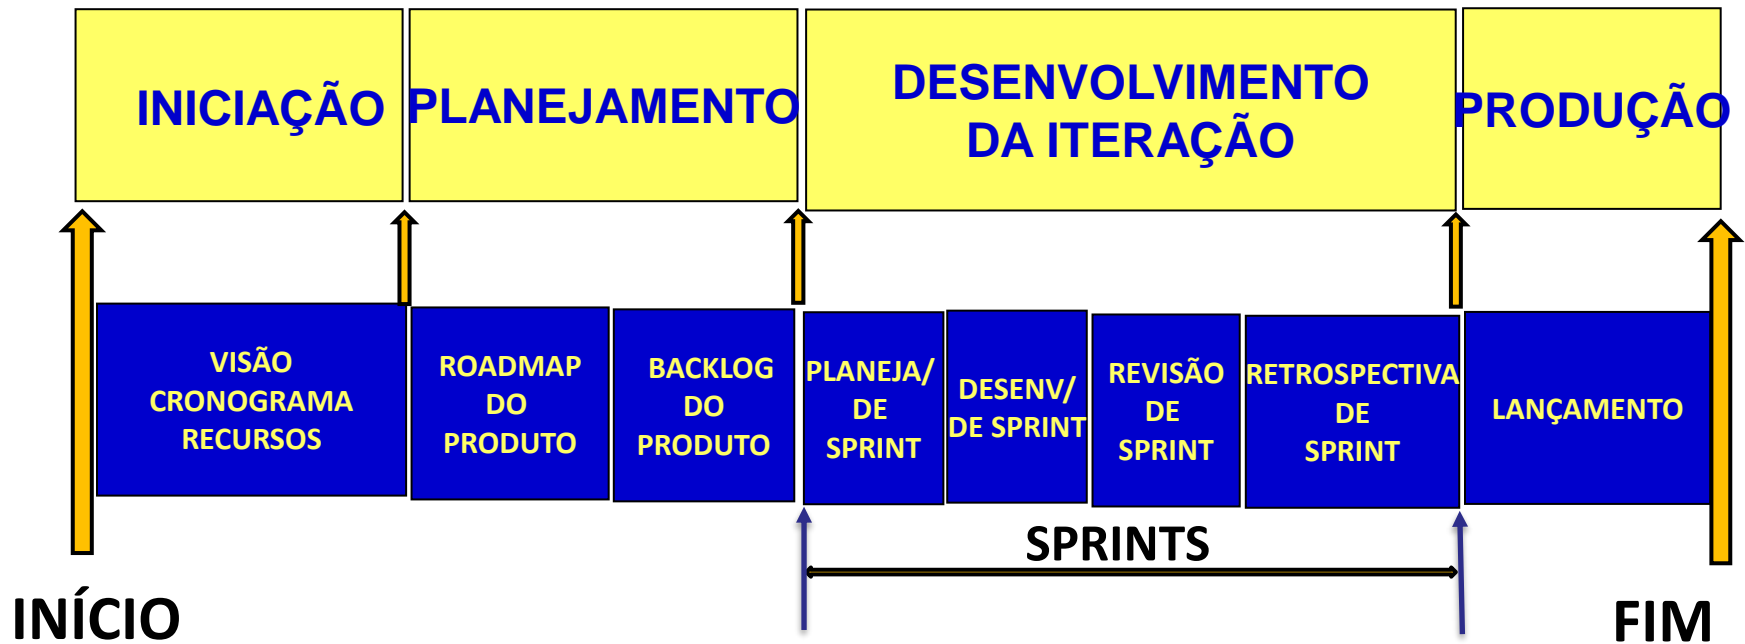 INICIAÇÃO
PLANEJAMENTO
DESENVOLVIMENTO
DA ITERAÇÃO
PRODUÇÃO
VISÃO
CRONOGRAMA
RECURSOS
ROADMAP
DO
PRODUTO
BACKLOG
DO
PRODUTO
PLANEJA/
DE
SPRINT
DESENV/
DE SPRINT
REVISÃO
DE
SPRINT
RETROSPECTIVA
DE
SPRINT
LANÇAMENTO
SPRINTS
INÍCIO
FIM